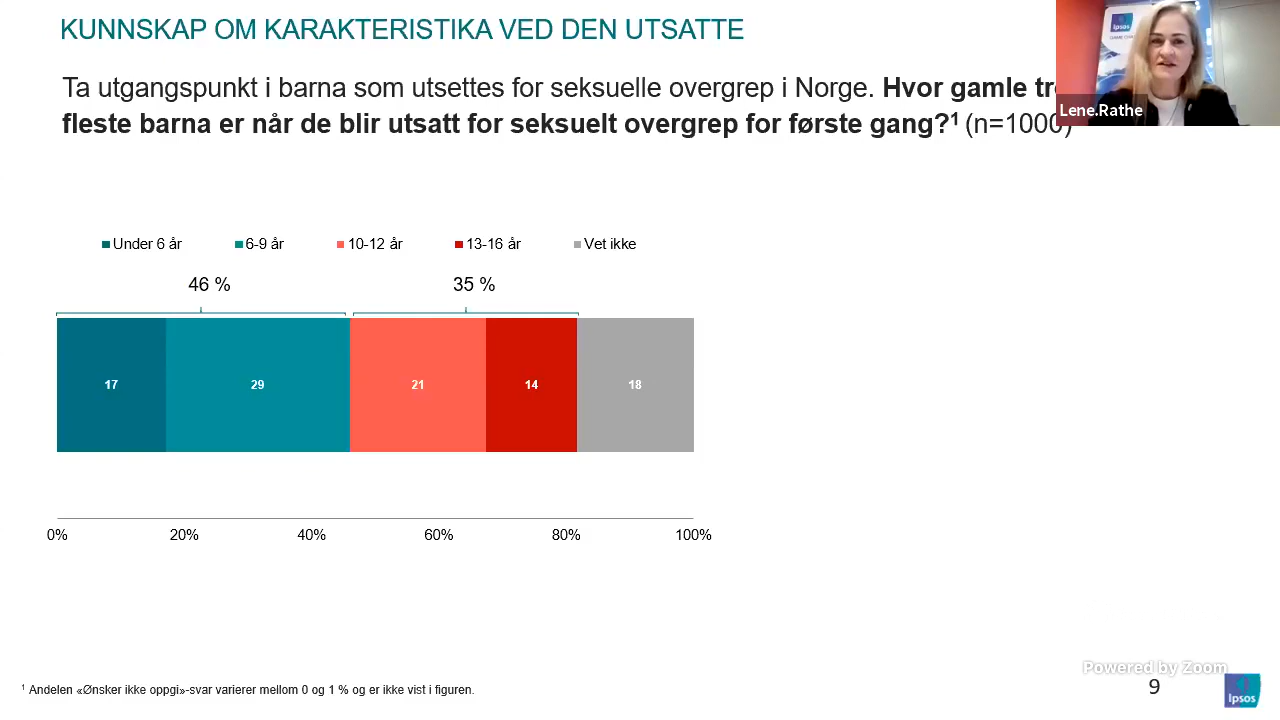 KUNNSKAP OM KARAKTERISTIKA VED DEN UTSATTE
Ta utgangspunkt i barna som utsettes for seksuelle overgrep i Norge. Hvor gamle
fleste barna er når de blir utsatt for seksuelt overgrep for første gang?¹ (n=1000)
Lene.Rathe
ipsos
Under 6 år 6-9 år 10-12 år 13-16 år Vet ikke
46 % 35 %
17 29 21 14 18
0% 20% 40% 60% 80% 100%
¹ Andelen «Ønsker ikke oppgi»-svar varierer mellom 0 og 1 % og er ikke vist i figuren.
Powered by Zoom
9
Ipsos